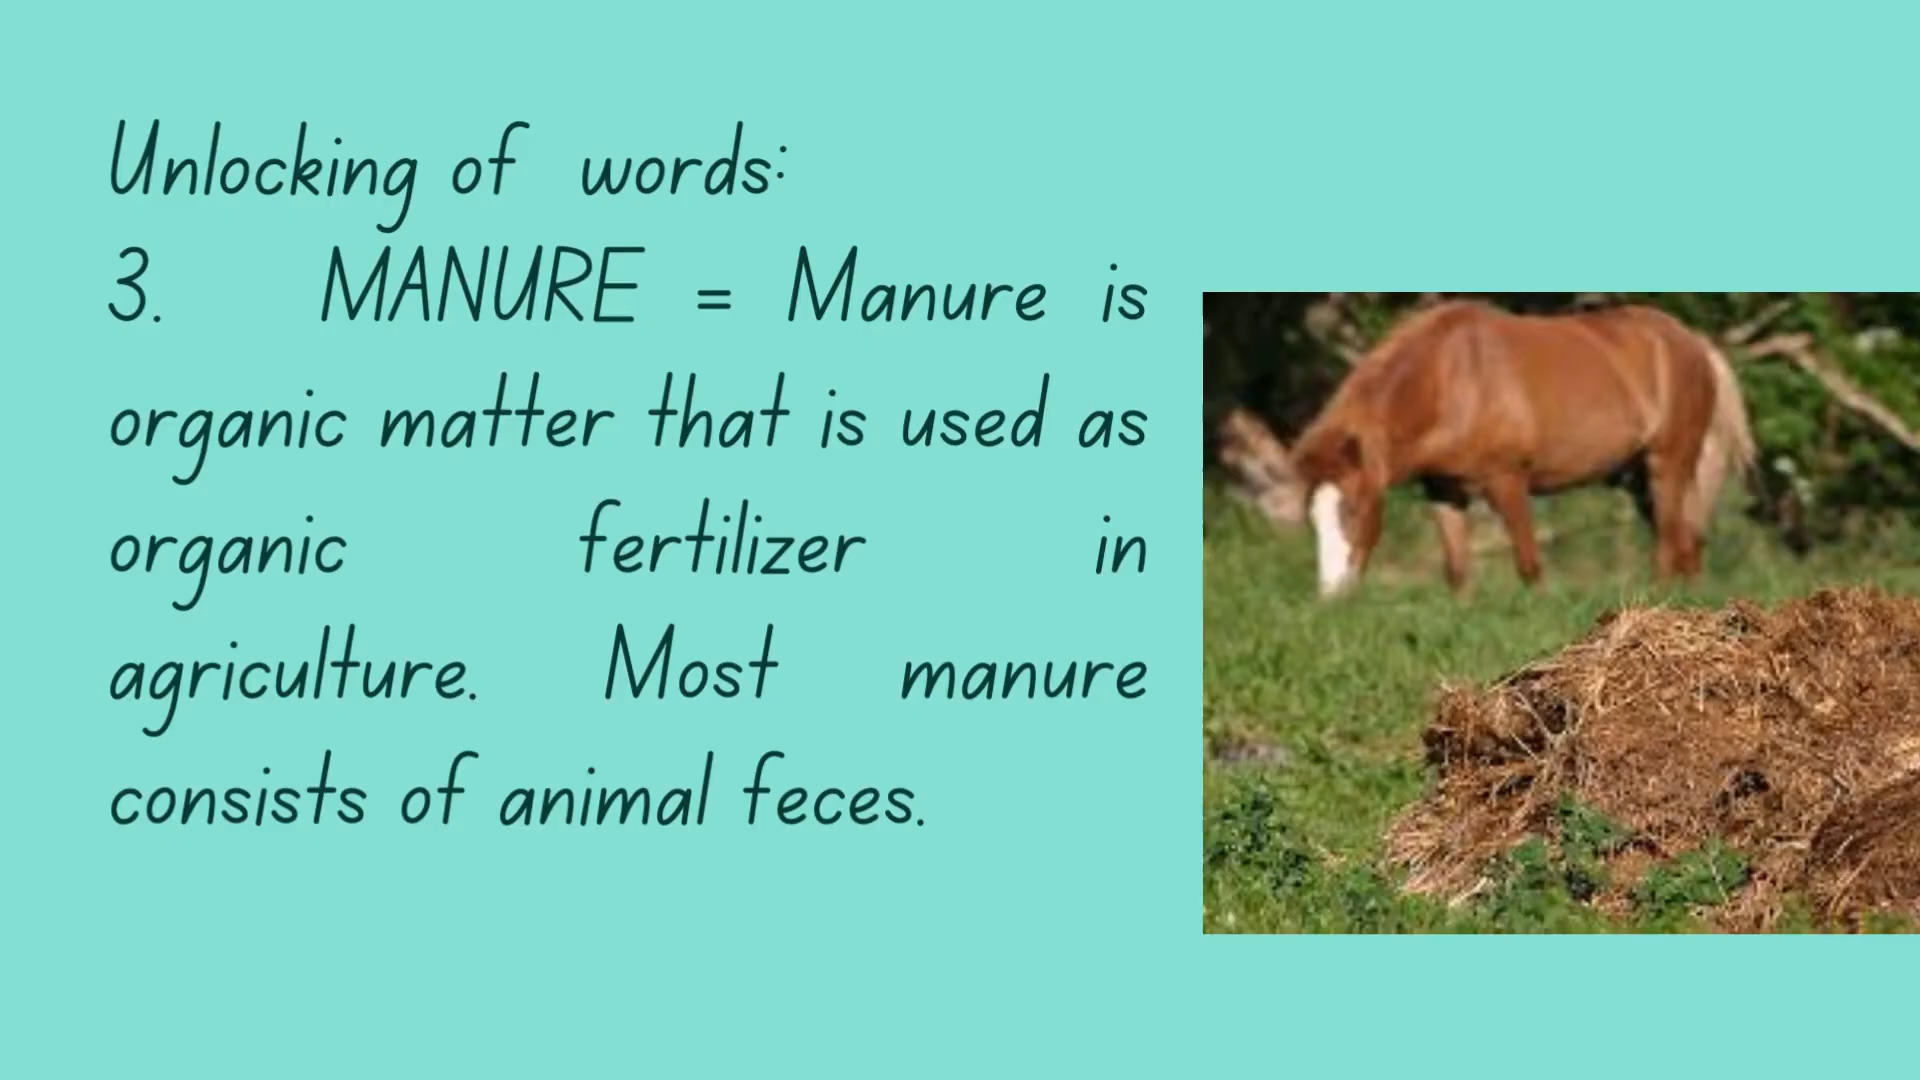 Unlocking of words:
3. MANURE = Manure is
organic matter that is used as
organic fertilizer in
agriculture. Most manure
consists of animal feces.